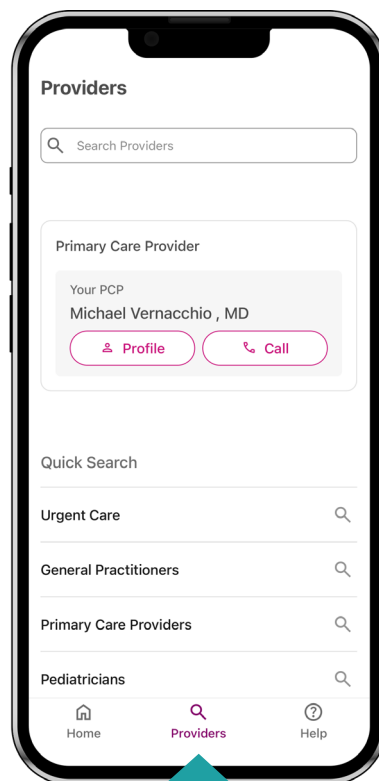 Providers
Search Providers
Primary Care Provider
Your PCP
Michael Vernacchio , MD
Profile
Call
Quick Search
Urgent Care
General Practitioners
Primary Care Providers
Pediatricians
Home
Providers
Help